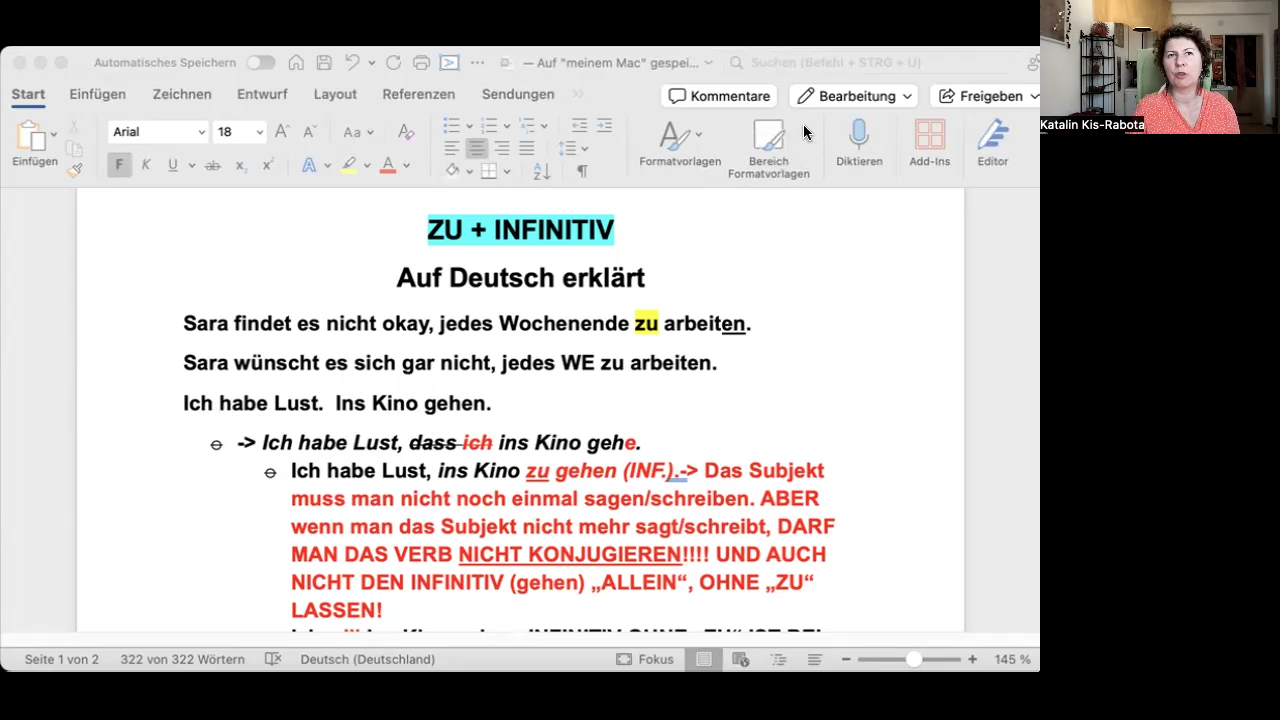 Automatisches Speichern
— Auf "meinem Mac" gespei...
Suchen (Befehl + STRG + U)
Start Einfügen Zeichnen Entwurf Layout Referenzen Sendungen
Kommentare Bearbeitung Freigeben
Katalin Kis-Rabota
Arial 18
Einfügen
Formatvorlagen
Bereich Formatvorlagen
Diktieren
Add-Ins
Editor
ZU + INFINITIV
Auf Deutsch erklärt
Sara findet es nicht okay, jedes Wochenende zu arbeiten.
Sara wünscht es sich gar nicht, jedes WE zu arbeiten.
Ich habe Lust. Ins Kino gehen.
-> Ich habe Lust, dass ich ins Kino gehe.
Ich habe Lust, ins Kino zu gehen (INF.).-> Das Subjekt
muss man nicht noch einmal sagen/schreiben. ABER
wenn man das Subjekt nicht mehr sagt/schreibt, DARF
MAN DAS VERB NICHT KONJUGIEREN!!!! UND AUCH
NICHT DEN INFINITIV (gehen) „ALLEIN“, OHNE „ZU“
LASSEN!
Seite 1 von 2 322 von 322 Wörtern Deutsch (Deutschland) Fokus 145 %